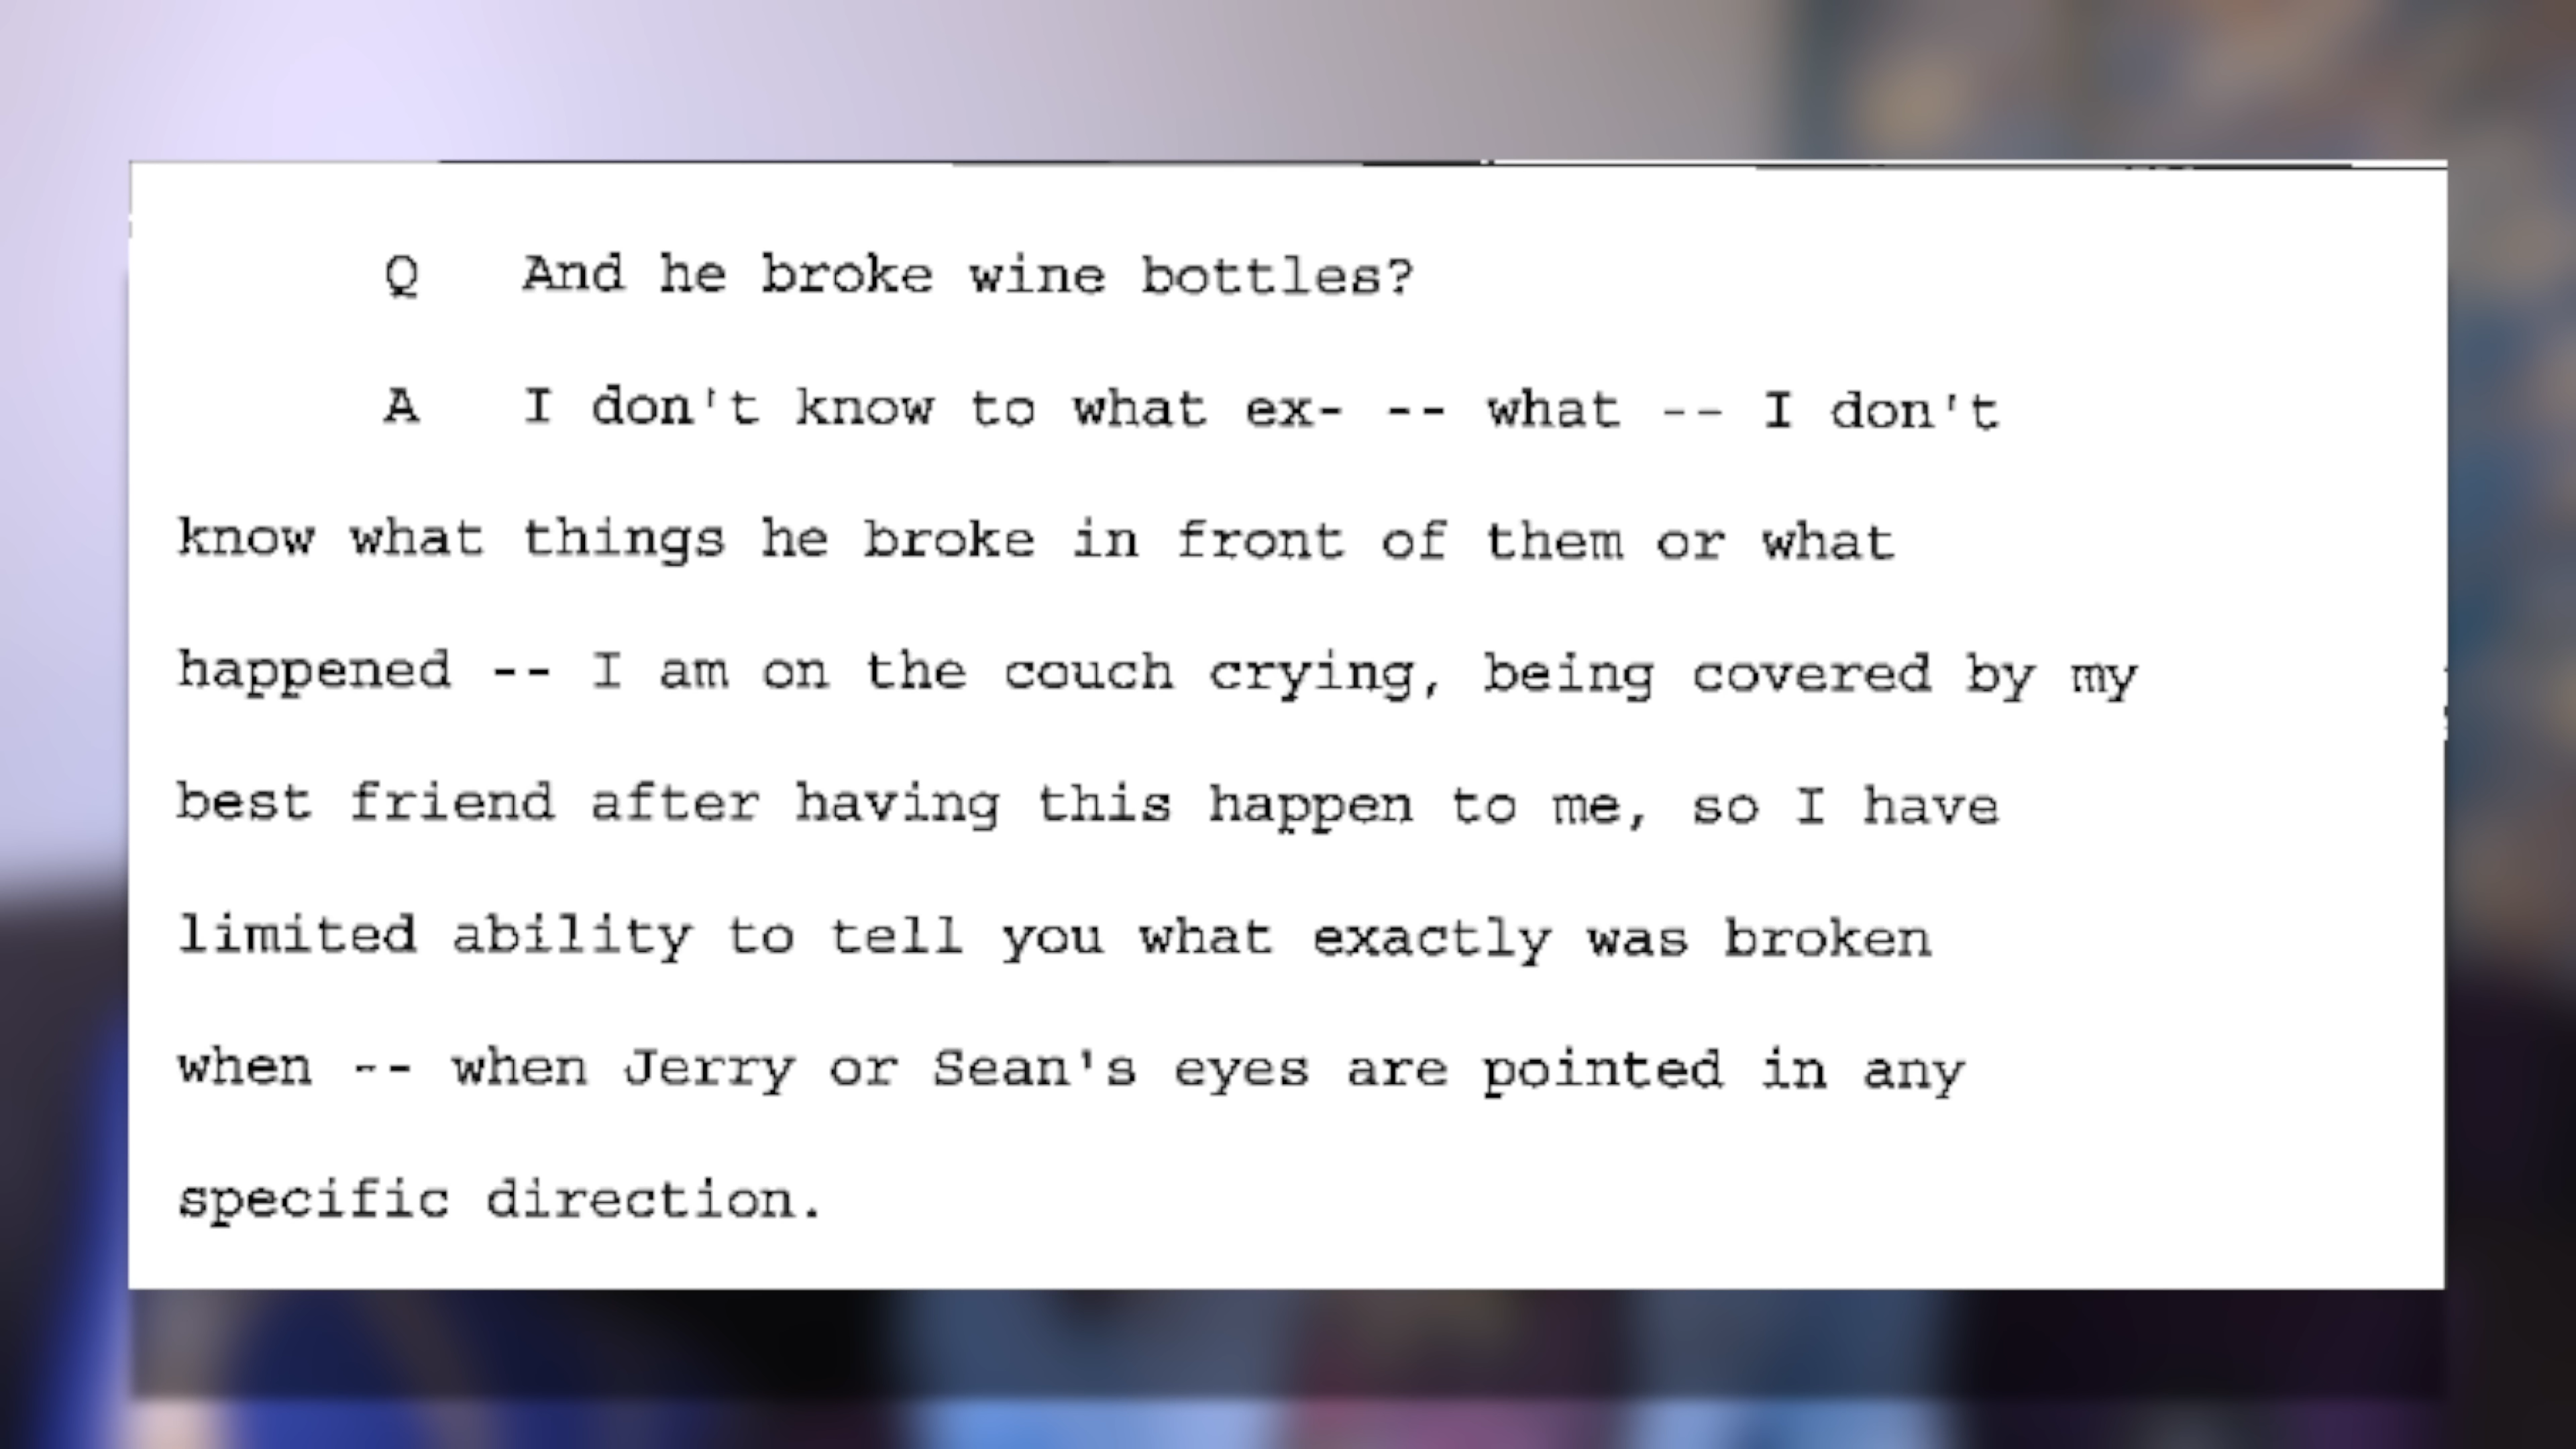 Q And he broke wine bottles?
A I don't know to what ex- -- what -- I don't
know what things he broke in front of them or what
happened -- I am on the couch crying, being covered by my
best friend after having this happen to me, so I have
limited ability to tell you what exactly was broken
when -- when Jerry or Sean's eyes are pointed in any
specific direction.